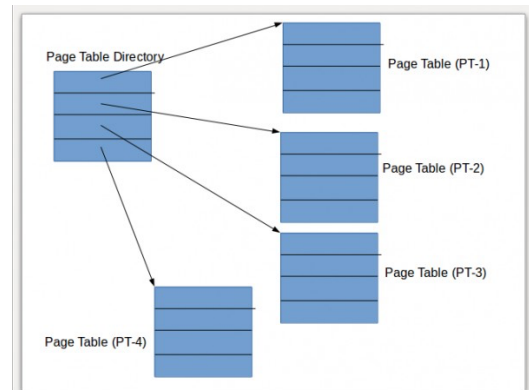 Page Table Directory
Page Table (PT-1)
Page Table (PT-2)
Page Table (PT-3)
Page Table (PT-4)